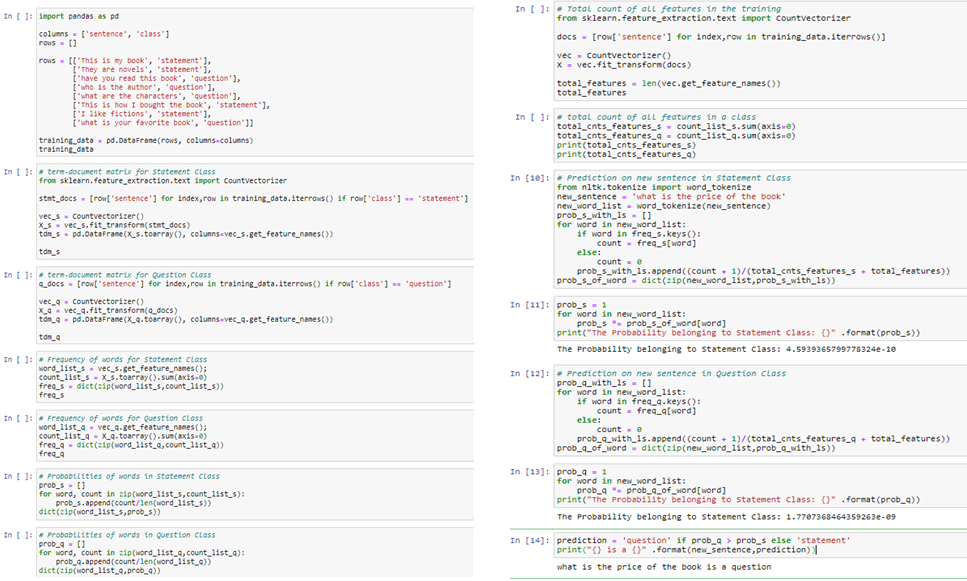 In [ ]: import pandas as pd
columns = ['sentence', 'class']
rows = []
rows = [['This is my book', 'statement'],
['They are novels', 'statement'],
['have you read this book', 'question'],
['who is the author', 'question'],
['what are the characters', 'question'],
['This is how I bought the book', 'statement'],
['I like fictions', 'statement'],
['what is your favorite book', 'question']]
training_data = pd.DataFrame(rows, columns=columns)
training_data
In [ ]: # term-document matrix for Statement Class
from sklearn.feature_extraction.text import CountVectorizer
stmt_docs = [row['sentence'] for index,row in training_data.iterrows() if row['class'] == 'statement']
vec_s = CountVectorizer()
X_s = vec_s.fit_transform(stmt_docs)
tdm_s = pd.DataFrame(X_s.toarray(), columns=vec_s.get_feature_names())
tdm_s
In [ ]: # term-document matrix for Question Class
q_docs = [row['sentence'] for index,row in training_data.iterrows() if row['class'] == 'question']
vec_q = CountVectorizer()
X_q = vec_q.fit_transform(q_docs)
tdm_q = pd.DataFrame(X_q.toarray(), columns=vec_q.get_feature_names())
tdm_q
In [ ]: # Frequency of words for Statement Class
word_list_s = vec_s.get_feature_names();
count_list_s = X_s.toarray().sum(axis=0)
freq_s = dict(zip(word_list_s,count_list_s))
freq_s
In [ ]: # Frequency of words for Question Class
word_list_q = vec_q.get_feature_names();
count_list_q = X_q.toarray().sum(axis=0)
freq_q = dict(zip(word_list_q,count_list_q))
freq_q
In [ ]: # Probabilities of words in Statement Class
prob_s = []
for word, count in zip(word_list_s,count_list_s):
prob_s.append(count/len(word_list_s))
dict(zip(word_list_s,prob_s))
In [ ]: # Probabilities of words in Question Class
prob_q = []
for word, count in zip(word_list_q,count_list_q):
prob_q.append(count/len(word_list_q))
dict(zip(word_list_q,prob_q))
In [ ]: # Total count of all features in the training
from sklearn.feature_extraction.text import CountVectorizer
docs = [row['sentence'] for index,row in training_data.iterrows()]
vec = CountVectorizer()
X = vec.fit_transform(docs)
total_features = len(vec.get_feature_names())
total_features
In [ ]: # total count of all features in a class
total_cnts_features_s = count_list_s.sum(axis=0)
total_cnts_features_q = count_list_q.sum(axis=0)
print(total_cnts_features_s)
print(total_cnts_features_q)
In [10]: # Prediction on new sentence in Statement Class
from nltk.tokenize import word_tokenize
new_sentence = 'what is the price of the book'
new_word_list = word_tokenize(new_sentence)
prob_s_with_ls = []
for word in new_word_list:
if word in freq_s.keys():
count = freq_s[word]
else:
count = 0
prob_s_with_ls.append((count + 1)/(total_cnts_features_s + total_features))
prob_s_of_word = dict(zip(new_word_list,prob_s_with_ls))
In [11]: prob_s = 1
for word in new_word_list:
prob_s *= prob_s_of_word[word]
print("The Probability belonging to Statement Class: {}" .format(prob_s))
The Probability belonging to Statement Class: 4.5939365799778324e-10
In [12]: # Prediction on new sentence in Question Class
prob_q_with_ls = []
for word in new_word_list:
if word in freq_q.keys():
count = freq_q[word]
else:
count = 0
prob_q_with_ls.append((count + 1)/(total_cnts_features_q + total_features))
prob_q_of_word = dict(zip(new_word_list,prob_q_with_ls))
In [13]: prob_q = 1
for word in new_word_list:
prob_q *= prob_q_of_word[word]
print("The Probability belonging to Statement Class: {}" .format(prob_q))
The Probability belonging to Statement Class: 1.7707368464359263e-09
In [14]: prediction = 'question' if prob_q > prob_s else 'statement'
print("{} is a {}" .format(new_sentence,prediction))
what is the price of the book is a question